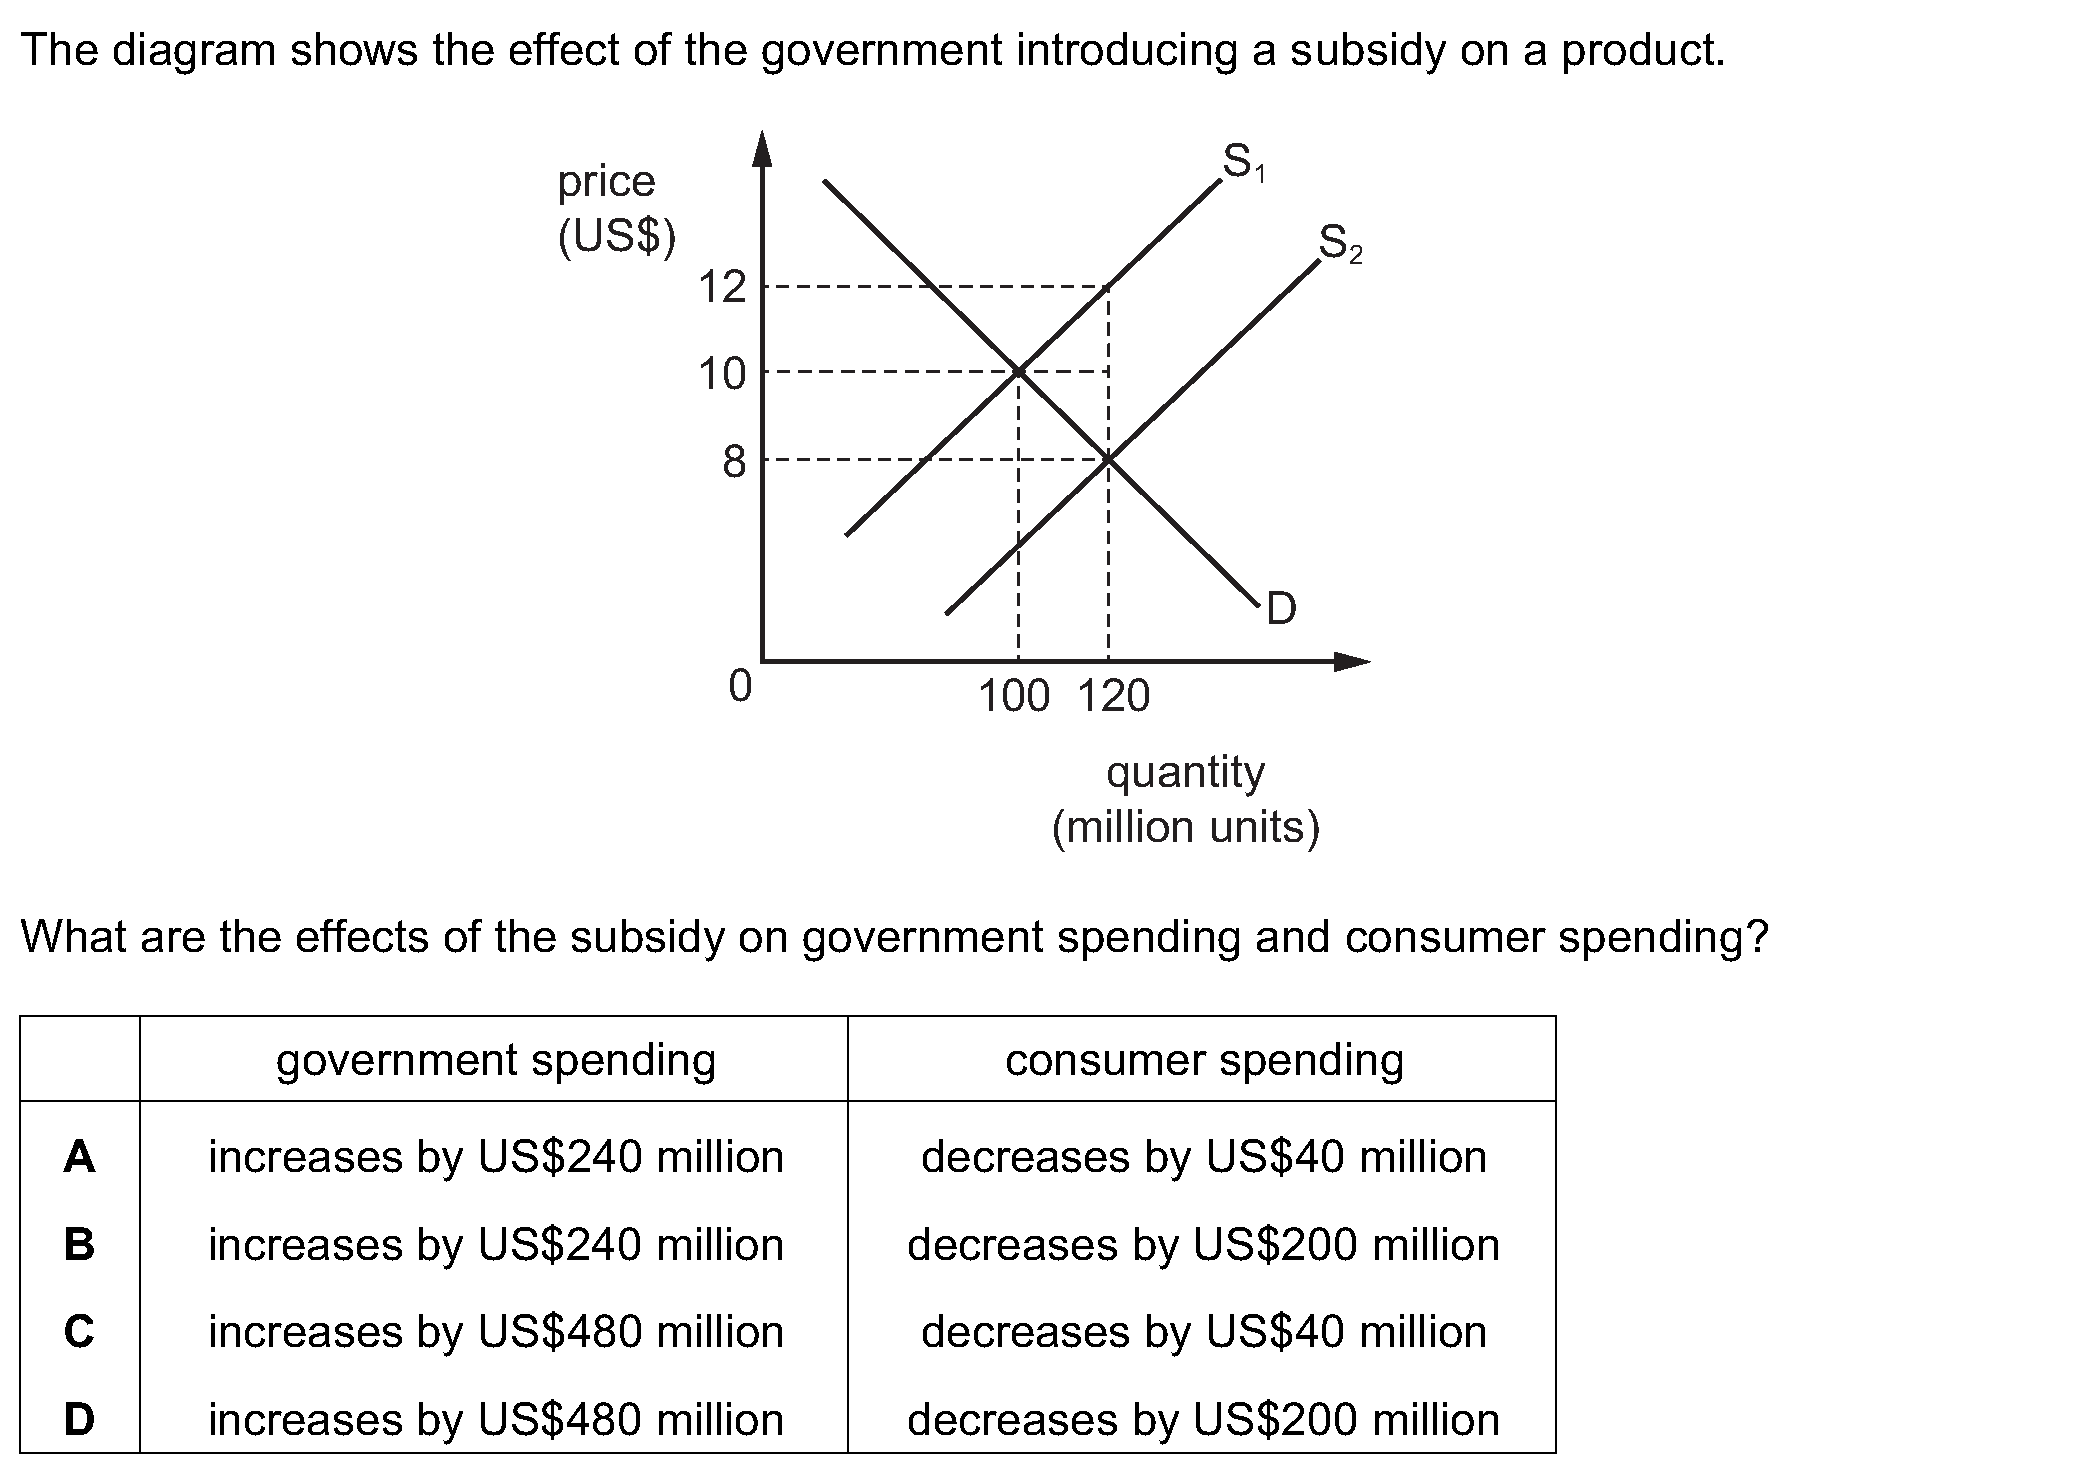 The diagram shows the effect of the government introducing a subsidy on a product.
price
(US$)
S1
S2
12
10
8
D
0
100 120
quantity
(million units)
What are the effects of the subsidy on government spending and consumer spending?
government spending consumer spending
A increases by US$240 million decreases by US$40 million
B increases by US$240 million decreases by US$200 million
C increases by US$480 million decreases by US$40 million
D increases by US$480 million decreases by US$200 million